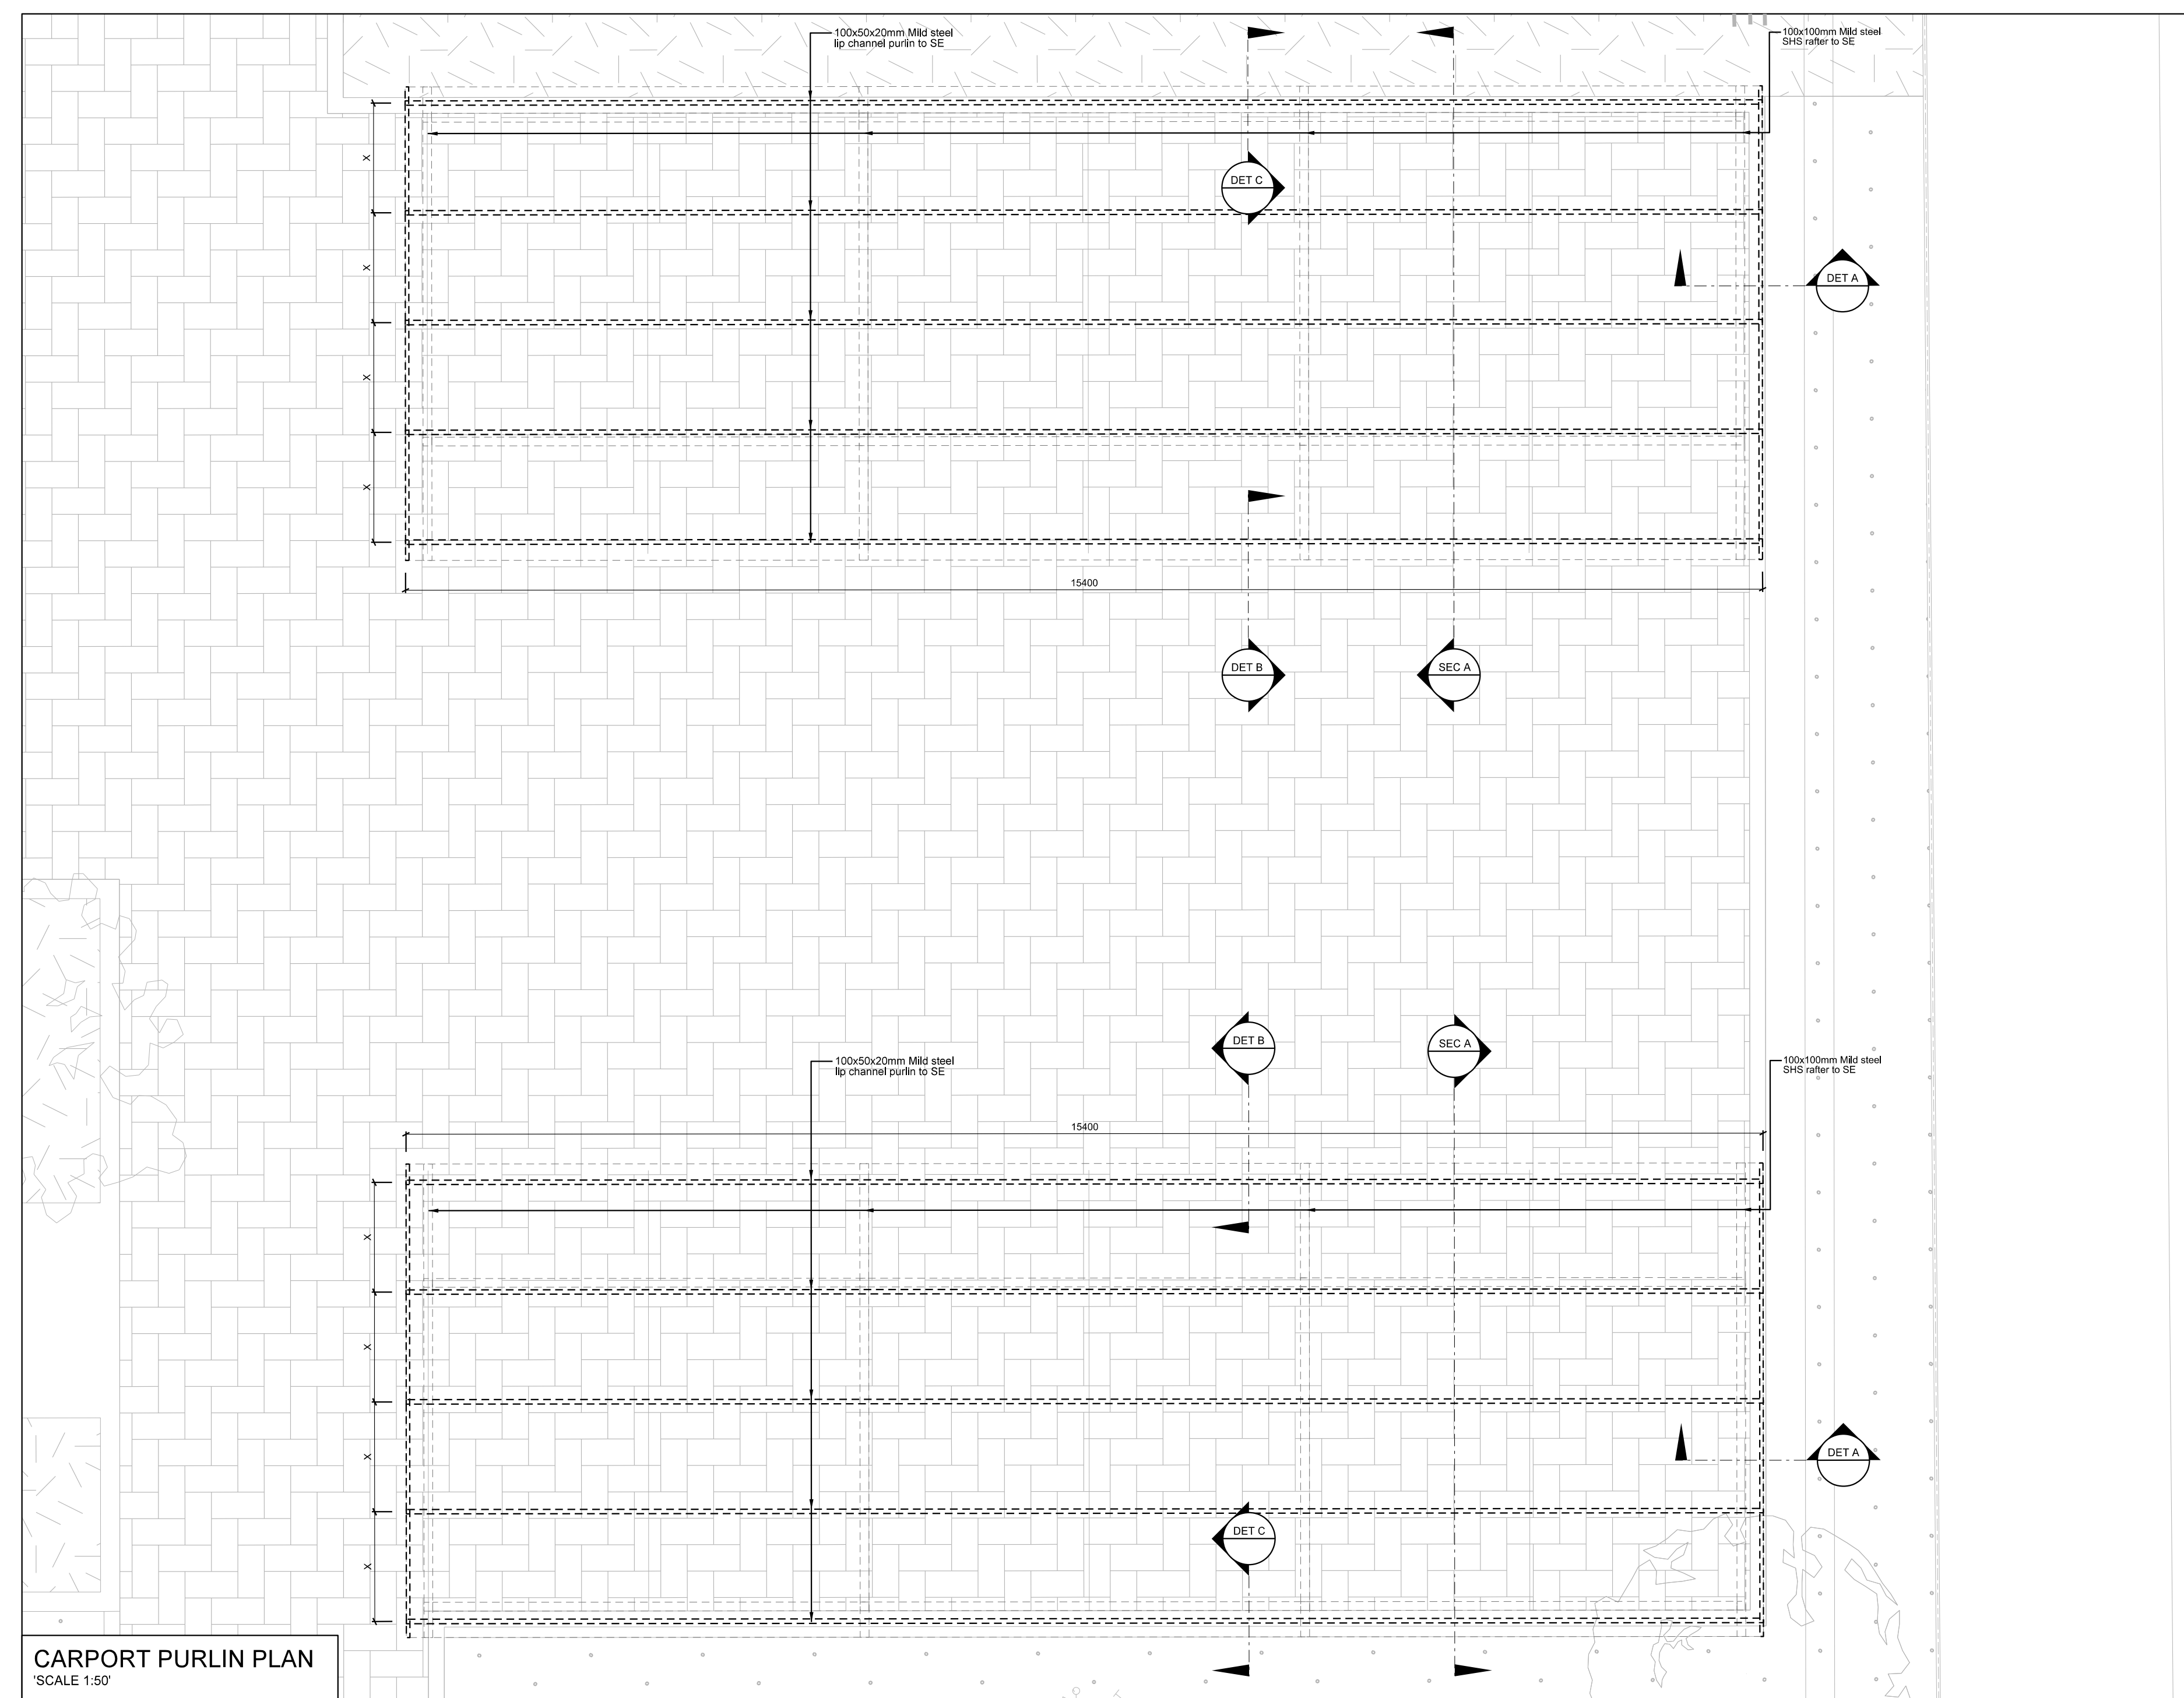 100x50x20mm Mild steel
lip channel purlin to SE
100x100mm Mild steel
SHS rafter to SE
X
DET C
X
DET A
X
X
15400
DET B
SEC A
DET B
SEC A
100x50x20mm Mild steel
lip channel purlin to SE
100x100mm Mild steel
SHS rafter to SE
15400
X
X
X
DET A
DET C
X
CARPORT PURLIN PLAN
'SCALE 1:50'